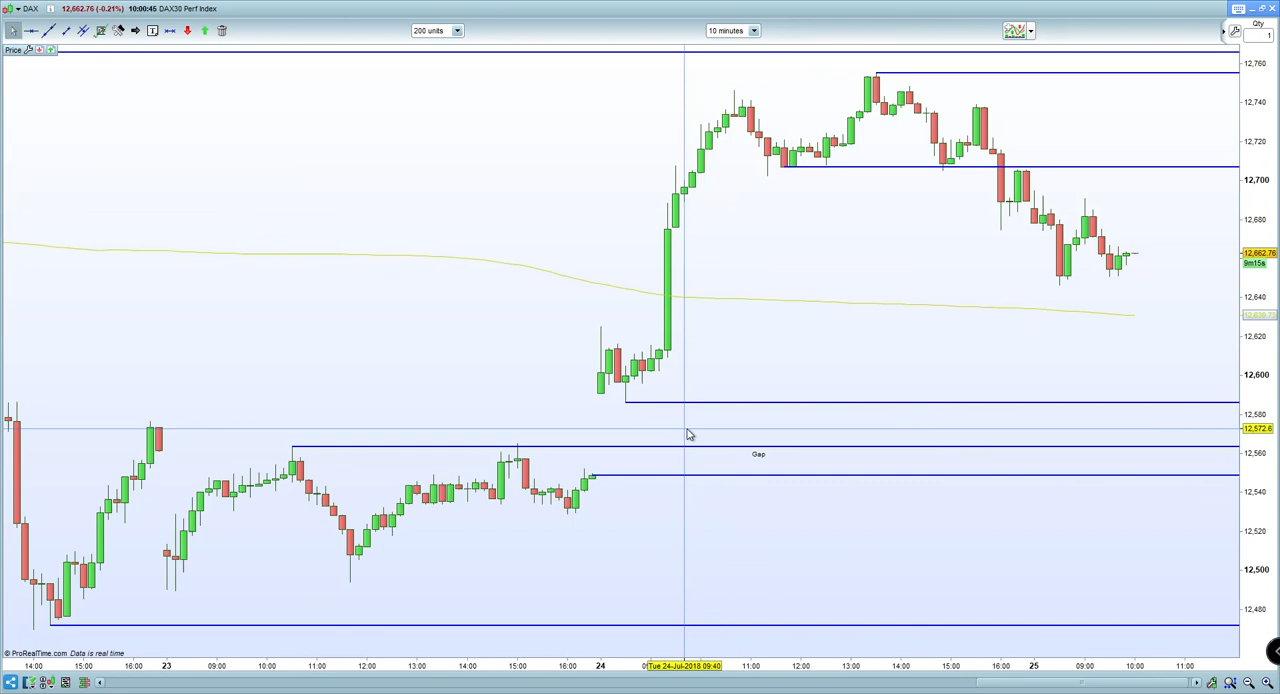 DAX 12,662.76 (-0.21%) 10:00:45 DAX30 Perf Index
200 units
10 minutes
Qty
1
Price
12,760
12,740
12,720
12,700
12,680
12,662.76
9m15s
12,640
12,620
12,600
12,580
12,572.6
12,560
Gap
12,540
12,520
12,500
12,480
© ProRealTime.com Data is real time
14:00 15:00 16:00 23 09:00 10:00 11:00 12:00 13:00 14:00 15:00 16:00 24 Tue 24-Jul-2018 09:40 11:00 12:00 13:00 14:00 15:00 16:00 25 09:00 10:00 11:00